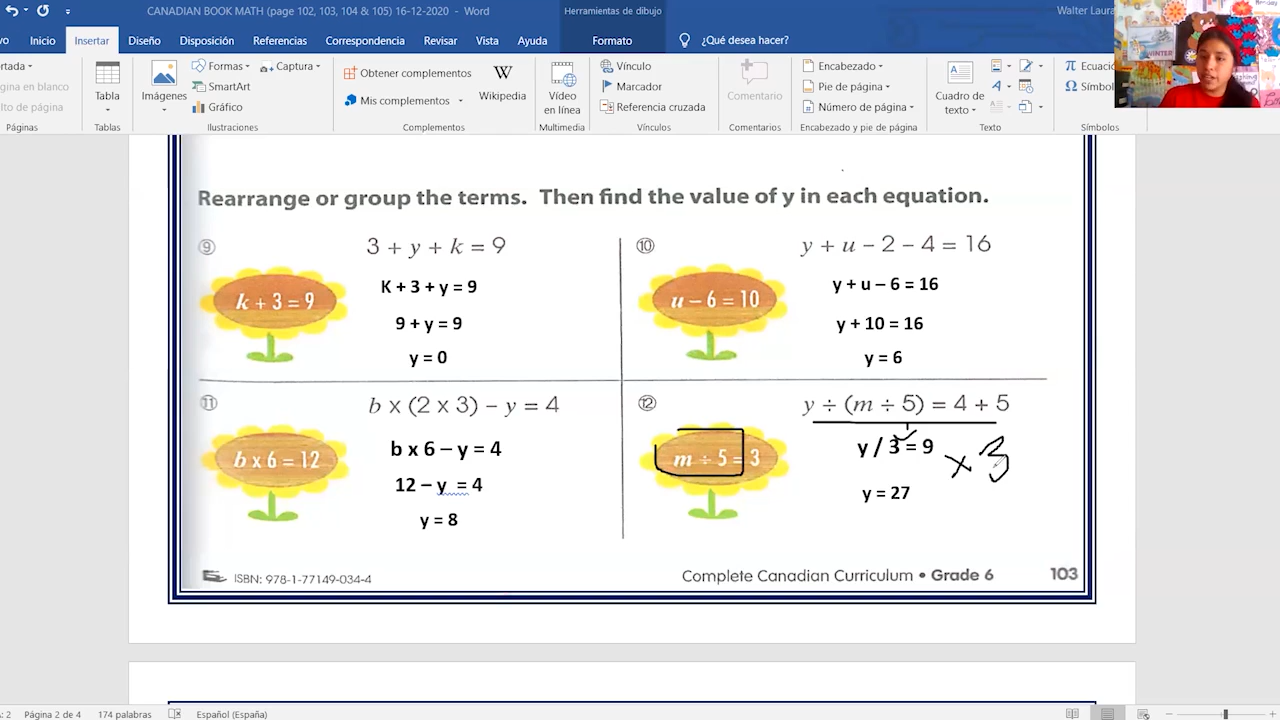 CANADIAN BOOK MATH (page 102, 103, 104 & 105) 16-12-2020 - Word
Herramientas de dibujo
Walter Laura
Inicio Insertar Diseño Disposición Referencias Correspondencia Revisar Vista Ayuda Formato ¿Qué desea hacer?
Tabla
Tablas
Imágenes
Formas
SmartArt
Gráfico
Captura
Ilustraciones
Obtener complementos
Mis complementos
Wikipedia
Complementos
Vídeo en línea
Multimedia
Vínculo
Marcador
Referencia cruzada
Vínculos
Comentario
Comentarios
Encabezado
Pie de página
Número de página
Encabezado y pie de página
Cuadro de texto
Texto
Símbolos
Páginas
Rearrange or group the terms. Then find the value of y in each equation.
⑨ 3 + y + k = 9
k + 3 = 9
K + 3 + y = 9
9 + y = 9
y = 0
⑩ y + u – 2 – 4 = 16
u – 6 = 10
y + u – 6 = 16
y + 10 = 16
y = 6
⑪ b x (2 x 3) – y = 4
b x 6 = 12
b x 6 – y = 4
12 – y = 4
y = 8
⑫ y ÷ (m ÷ 5) = 4 + 5
m ÷ 5 = 3
y / 3 = 9 x 3
y = 27
ISBN: 978-1-77149-034-4
Complete Canadian Curriculum • Grade 6 103
Página 2 de 4 174 palabras Español (España)